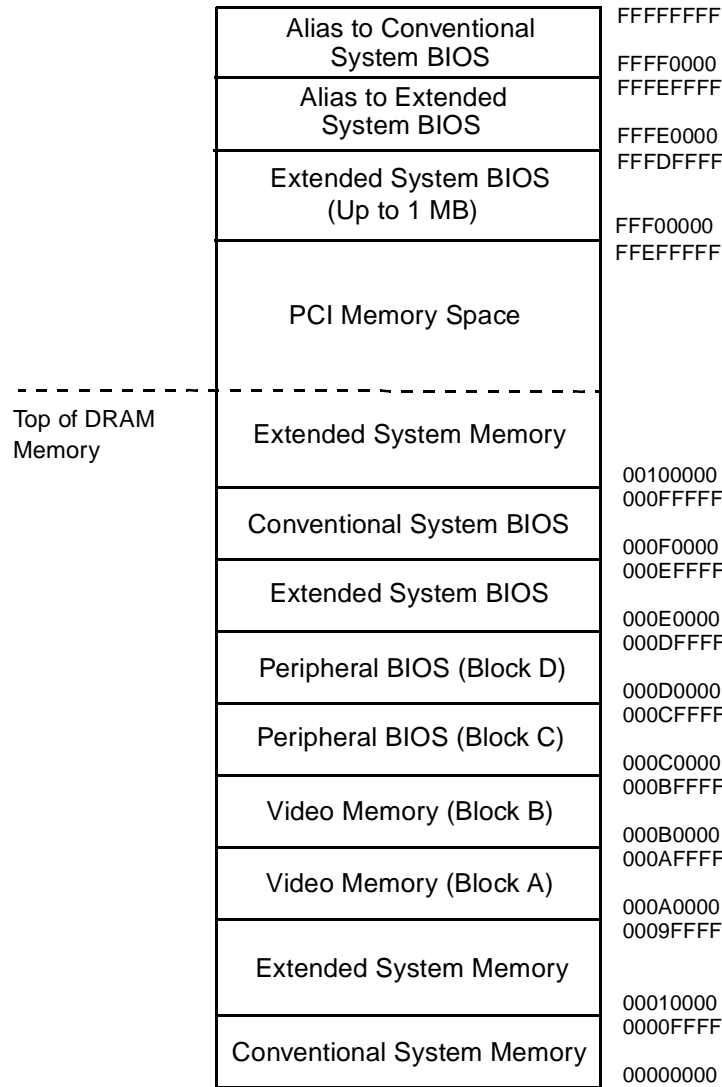 Alias to Conventional
System BIOS
FFFFFFFF
FFFF0000
Alias to Extended
System BIOS
FFFEFFFF
FFFE0000
Extended System BIOS
(Up to 1 MB)
FFFDFFFF
FFF00000
PCI Memory Space
FFEFFFFF
Top of DRAM
Memory
Extended System Memory
00100000
Conventional System BIOS
000FFFFF
000F0000
Extended System BIOS
000EFFFF
000E0000
Peripheral BIOS (Block D)
000DFFFF
000D0000
Peripheral BIOS (Block C)
000CFFFF
000C0000
Video Memory (Block B)
000BFFFF
000B0000
Video Memory (Block A)
000AFFFF
000A0000
Extended System Memory
0009FFFF
00010000
Conventional System Memory
0000FFFF
00000000